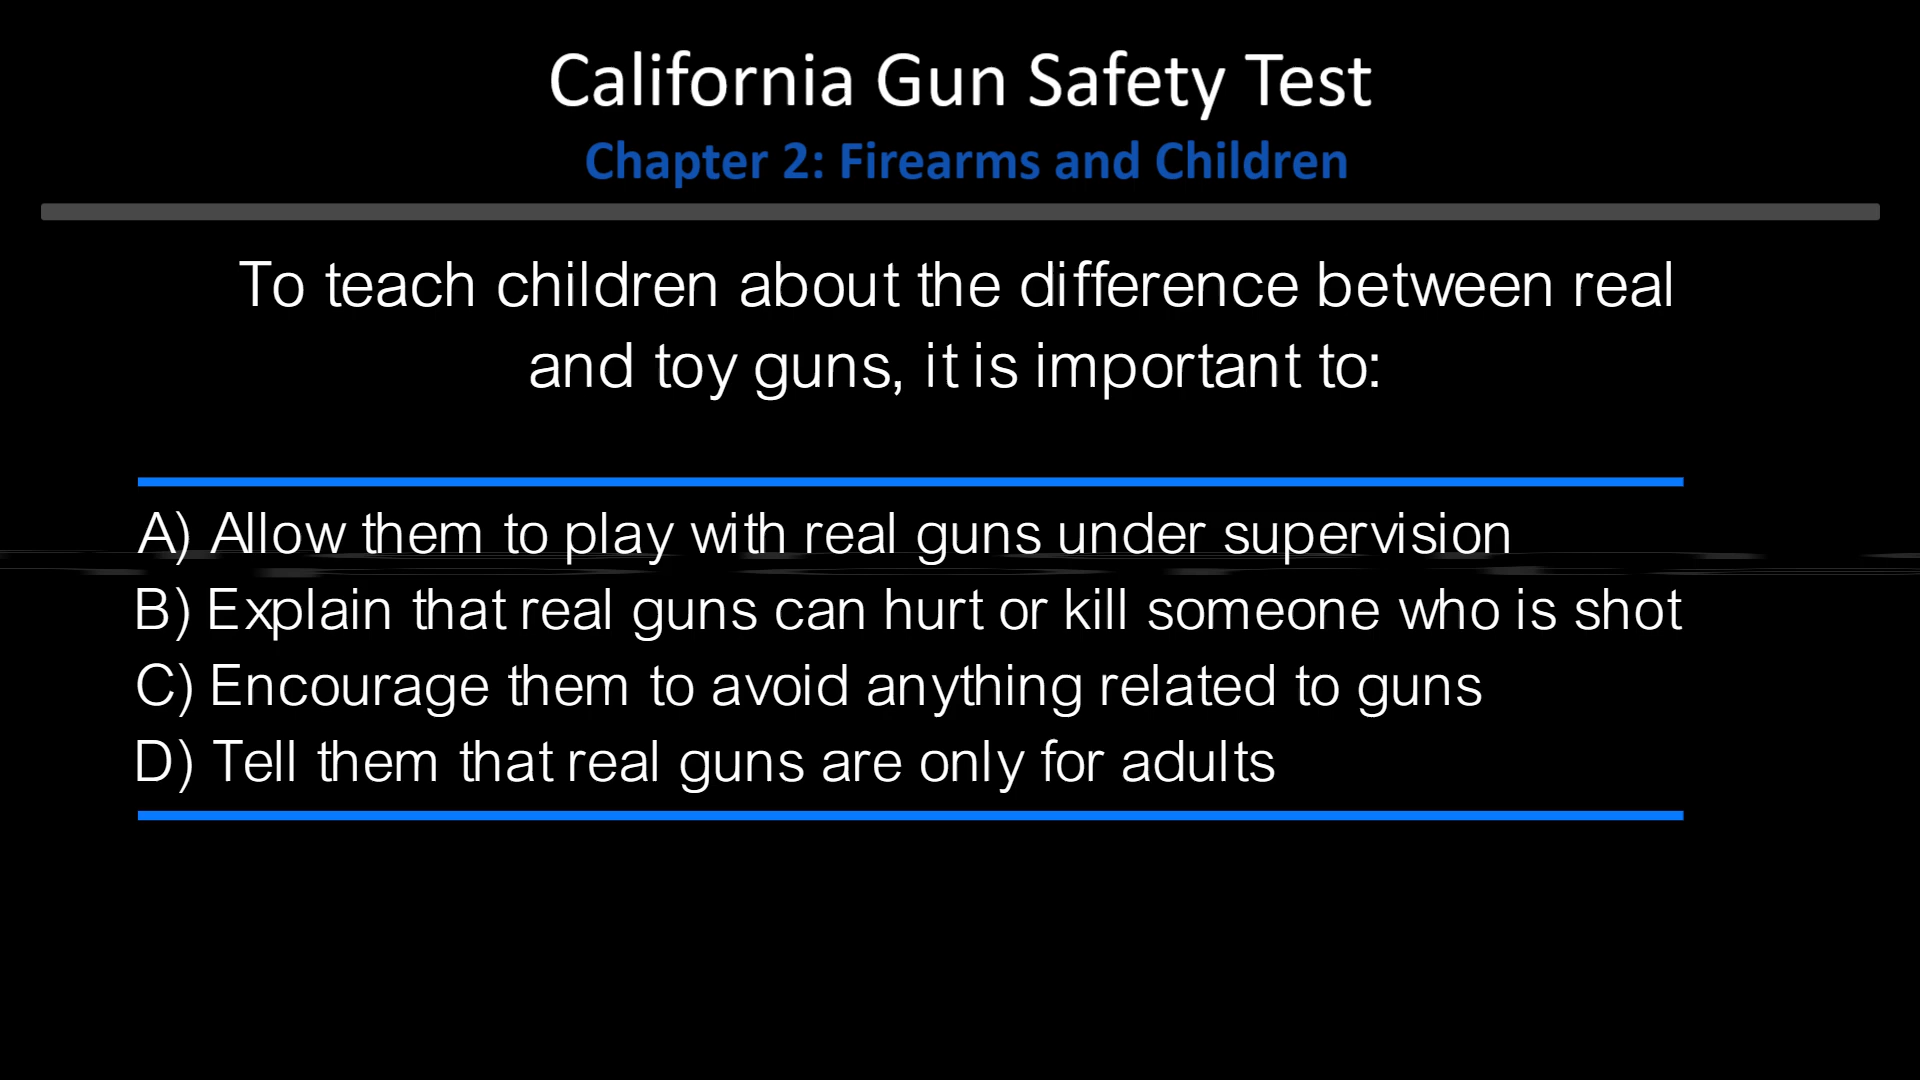 California Gun Safety Test
Chapter 2: Firearms and Children
To teach children about the difference between real
and toy guns, it is important to:
A) Allow them to play with real guns under supervision
B) Explain that real guns can hurt or kill someone who is shot
C) Encourage them to avoid anything related to guns
D) Tell them that real guns are only for adults